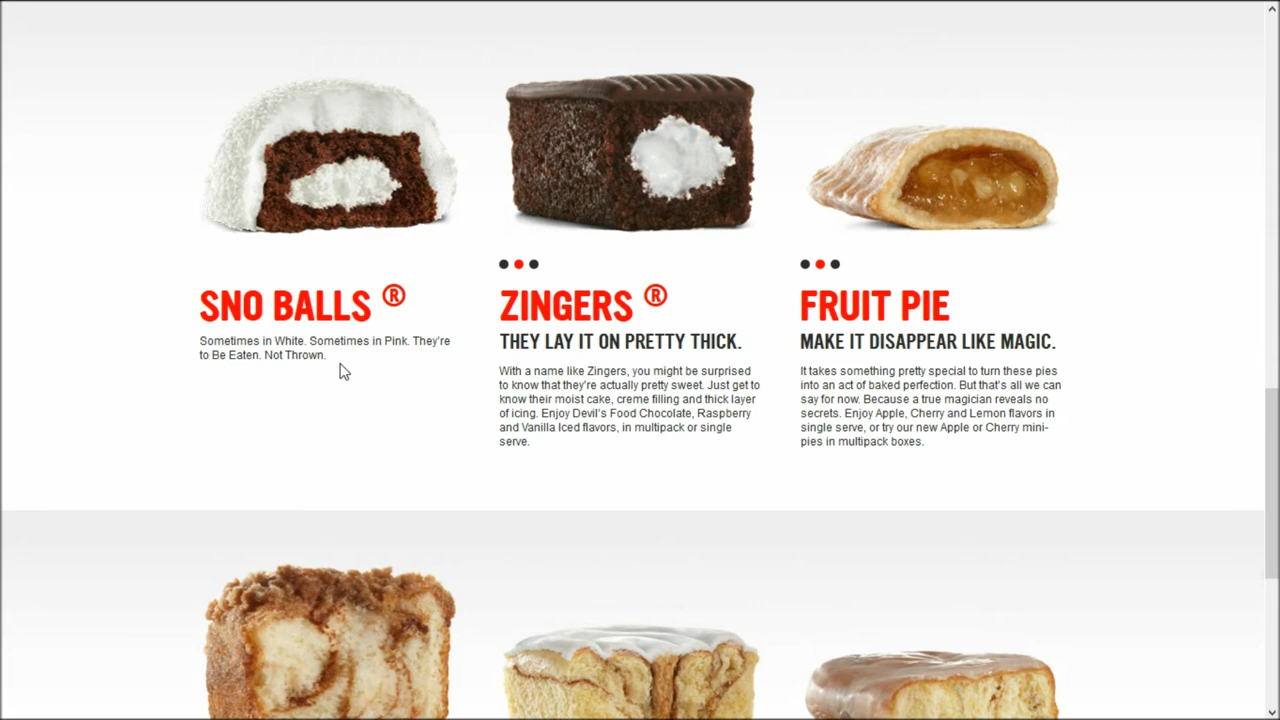 SNO BALLS ®
Sometimes in White. Sometimes in Pink. They're
to Be Eaten. Not Thrown.
ZINGERS ®
THEY LAY IT ON PRETTY THICK.
With a name like Zingers, you might be surprised
to know that they're actually pretty sweet. Just get to
know their moist cake, creme filling and thick layer
of icing. Enjoy Devil's Food Chocolate, Raspberry
and Vanilla Iced flavors, in multipack or single
serve.
FRUIT PIE
MAKE IT DISAPPEAR LIKE MAGIC.
It takes something pretty special to turn these pies
into an act of baked perfection. But that's all we can
say for now. Because a true magician reveals no
secrets. Enjoy Apple, Cherry and Lemon flavors in
single serve, or try our new Apple or Cherry mini-
pies in multipack boxes.